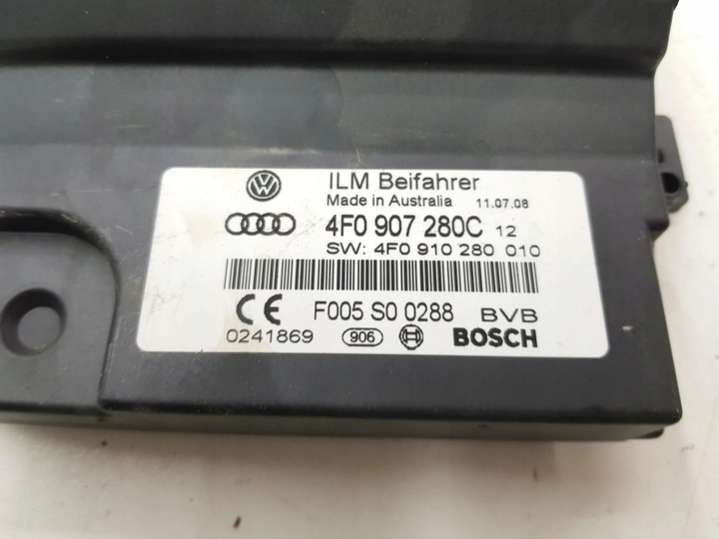 ILM Beifahrer
Made in Australia 11.07.08
4F0 907 280C 12
SW: 4F0 910 280 010
CE F005 S0 0288 BVB
0241869 906 BOSCH